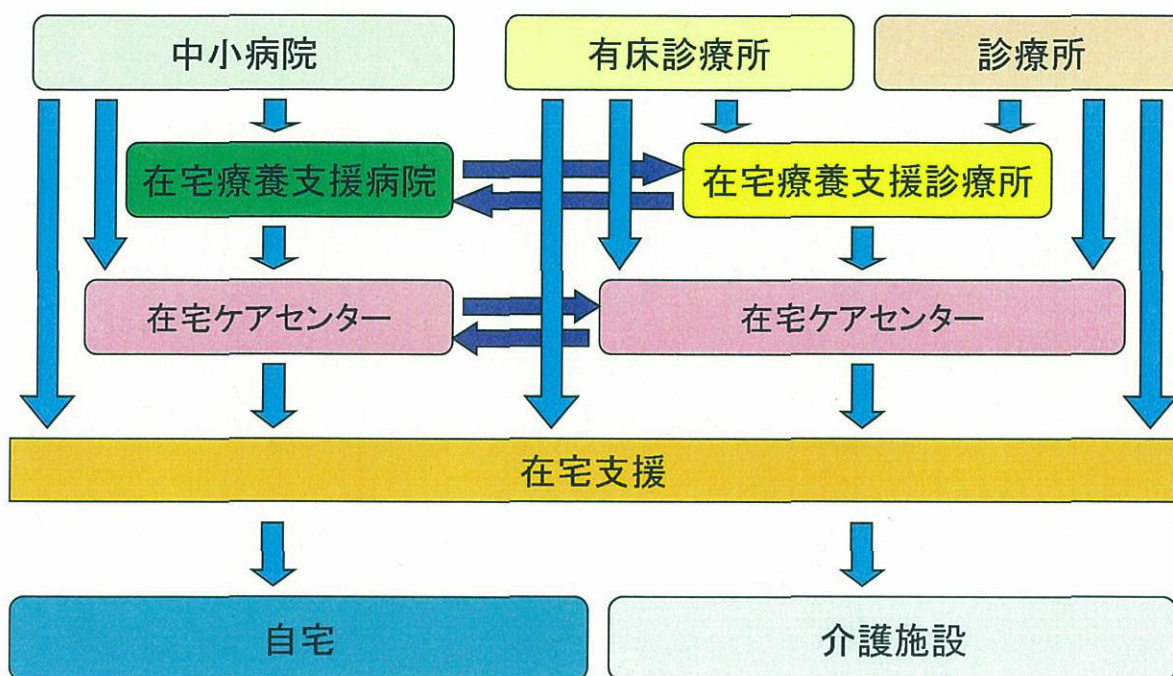 中小病院
有床診療所
診療所
在宅療養支援病院
在宅療養支援診療所
在宅ケアセンター
在宅ケアセンター
在宅支援
自宅
介護施設